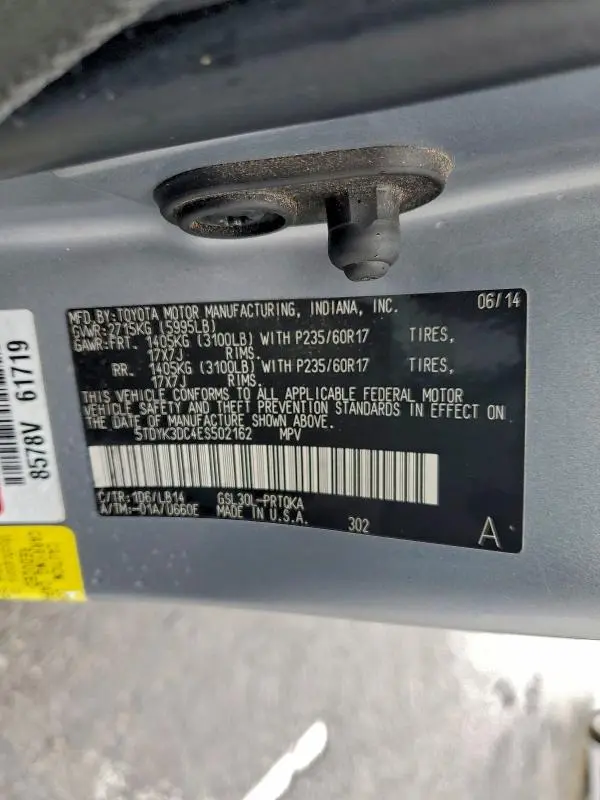 MFD.BY:TOYOTA MOTOR MANUFACTURING, INDIANA, INC. 06/14
GVWR:2715KG (5995LB)
GAWR:FRT. 1405KG (3100LB) WITH P235/60R17 TIRES,
17X7J RIMS.
RR. 1405KG (3100LB) WITH P235/60R17 TIRES,
17X7J RIMS.
THIS VEHICLE CONFORMS TO ALL APPLICABLE FEDERAL MOTOR
VEHICLE SAFETY AND THEFT PREVENTION STANDARDS IN EFFECT ON
THE DATE OF MANUFACTURE SHOWN ABOVE.
5TDYK3DC4ES502162 MPV
C/TR:1D6/LB14 GSL30L-PRTQKA
A/TM:-01A/U660E MADE IN U.S.A. 302 A
8578V 61719